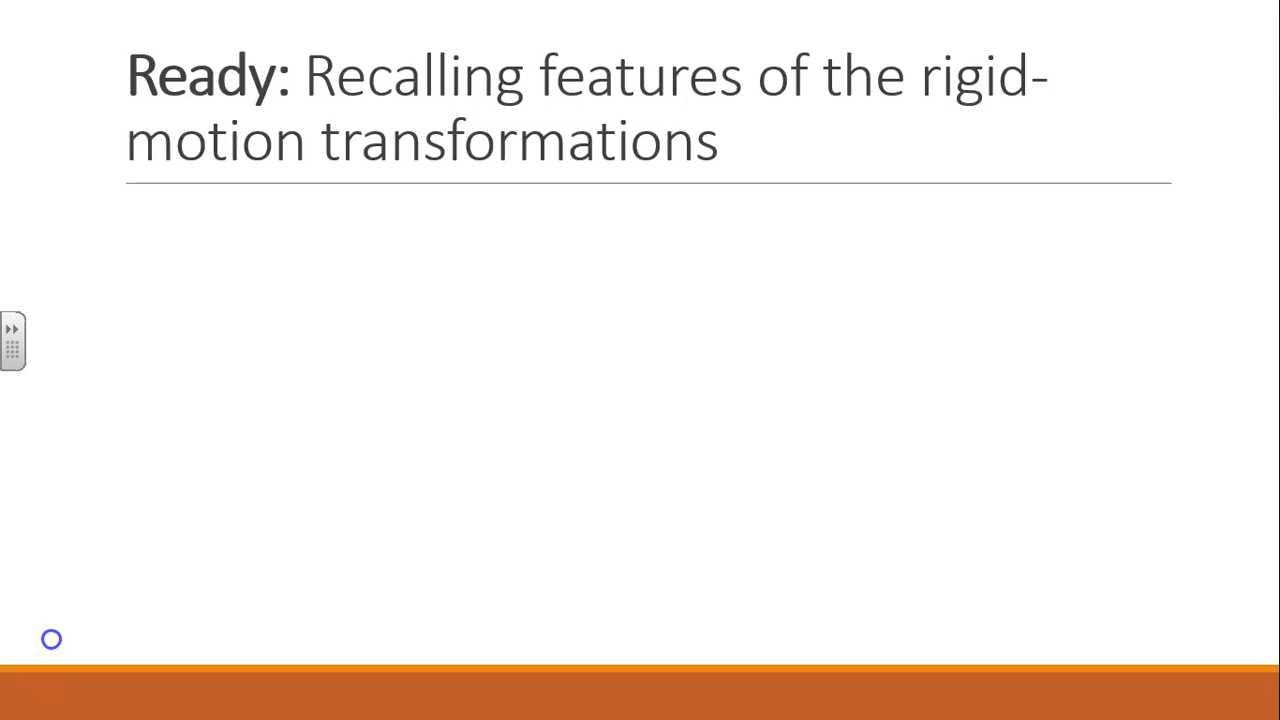 Ready: Recalling features of the rigid-
motion transformations